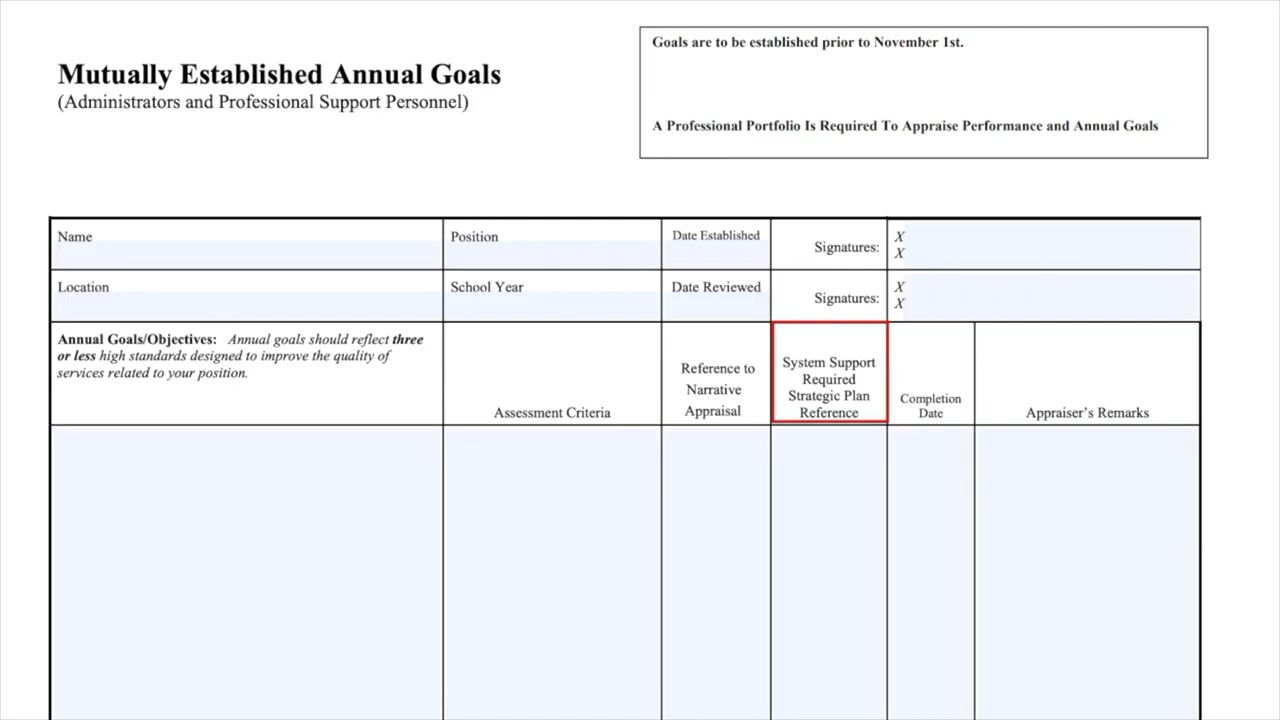 Goals are to be established prior to November 1st.
Mutually Established Annual Goals
(Administrators and Professional Support Personnel)
A Professional Portfolio Is Required To Appraise Performance and Annual Goals
Name
Position
Date Established
Signatures:
X
X
Location
School Year
Date Reviewed
Signatures:
X
X
Annual Goals/Objectives: Annual goals should reflect three
or less high standards designed to improve the quality of
services related to your position.
Assessment Criteria
Reference to
Narrative
Appraisal
System Support
Required
Strategic Plan
Reference
Completion
Date
Appraiser's Remarks